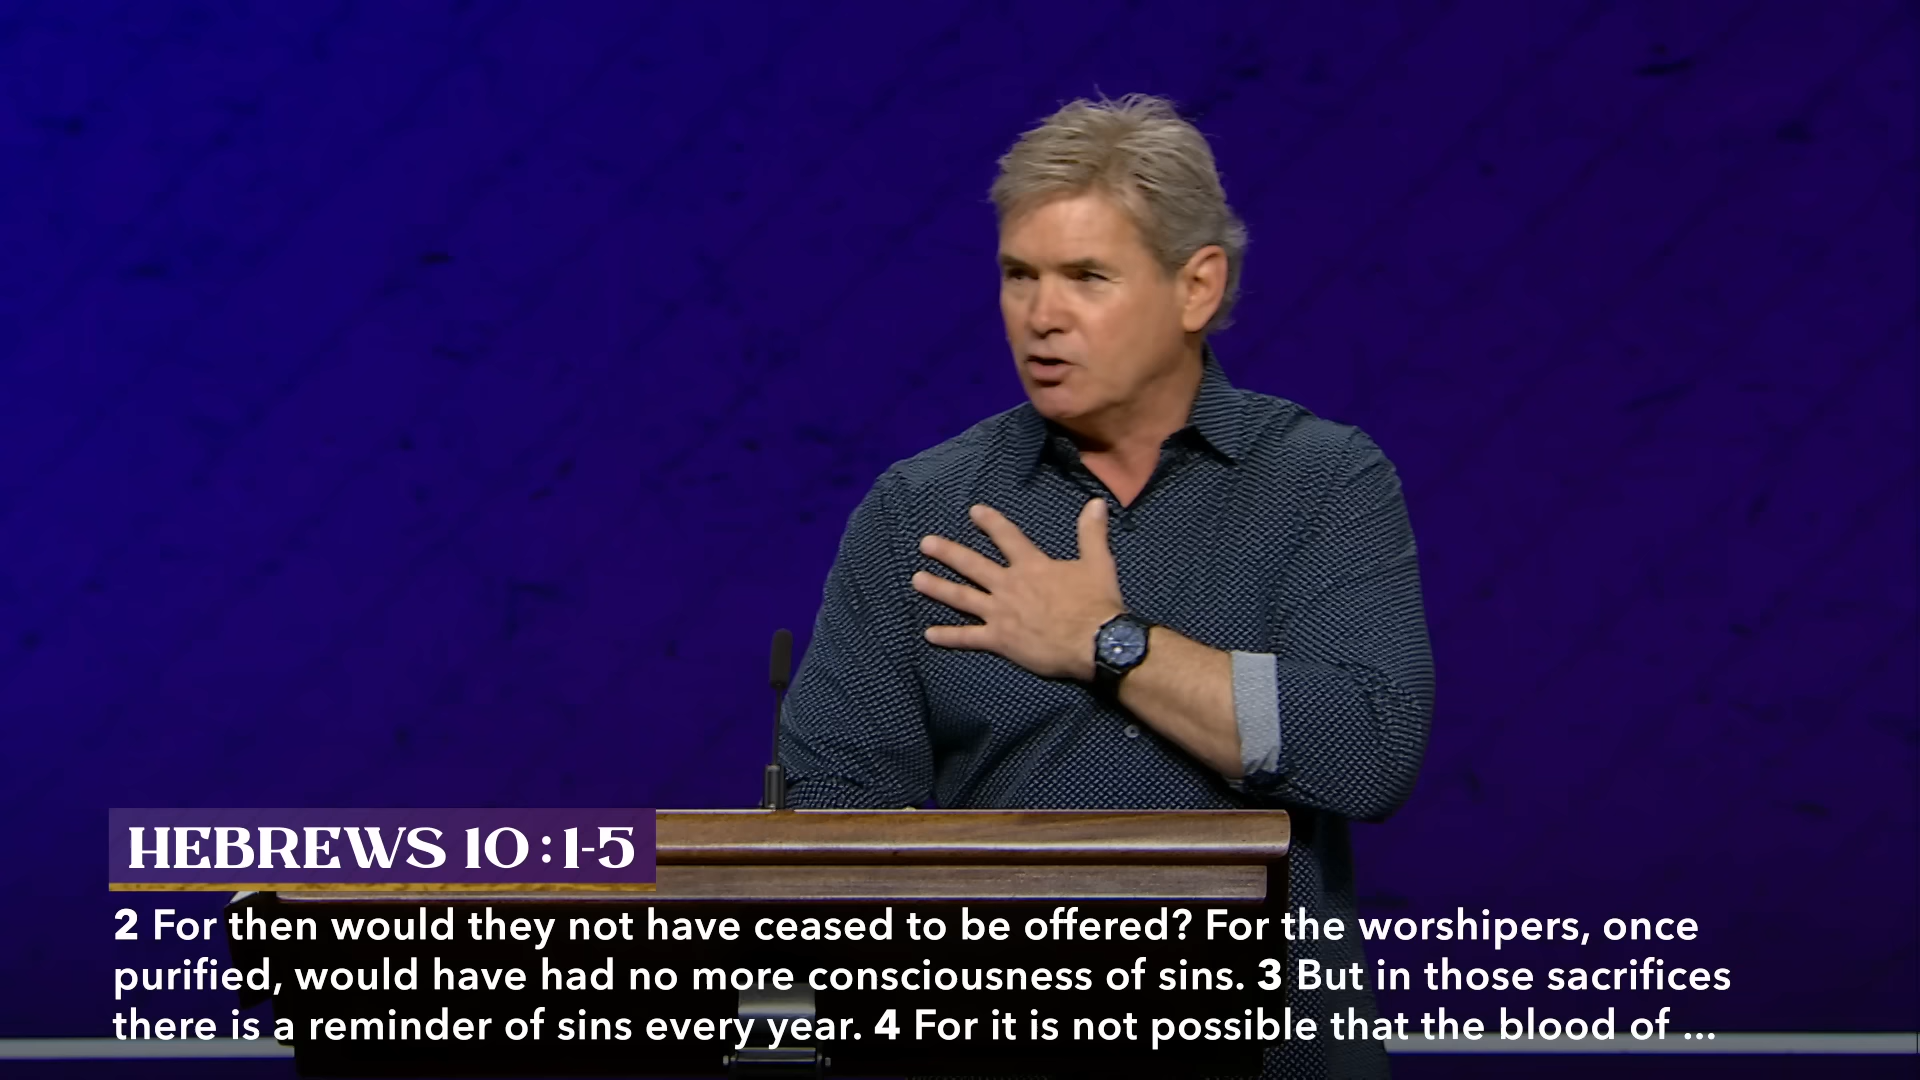 HEBREWS 10:1-5
2 For then would they not have ceased to be offered? For the worshipers, once
purified, would have had no more consciousness of sins. 3 But in those sacrifices
there is a reminder of sins every year. 4 For it is not possible that the blood of ...